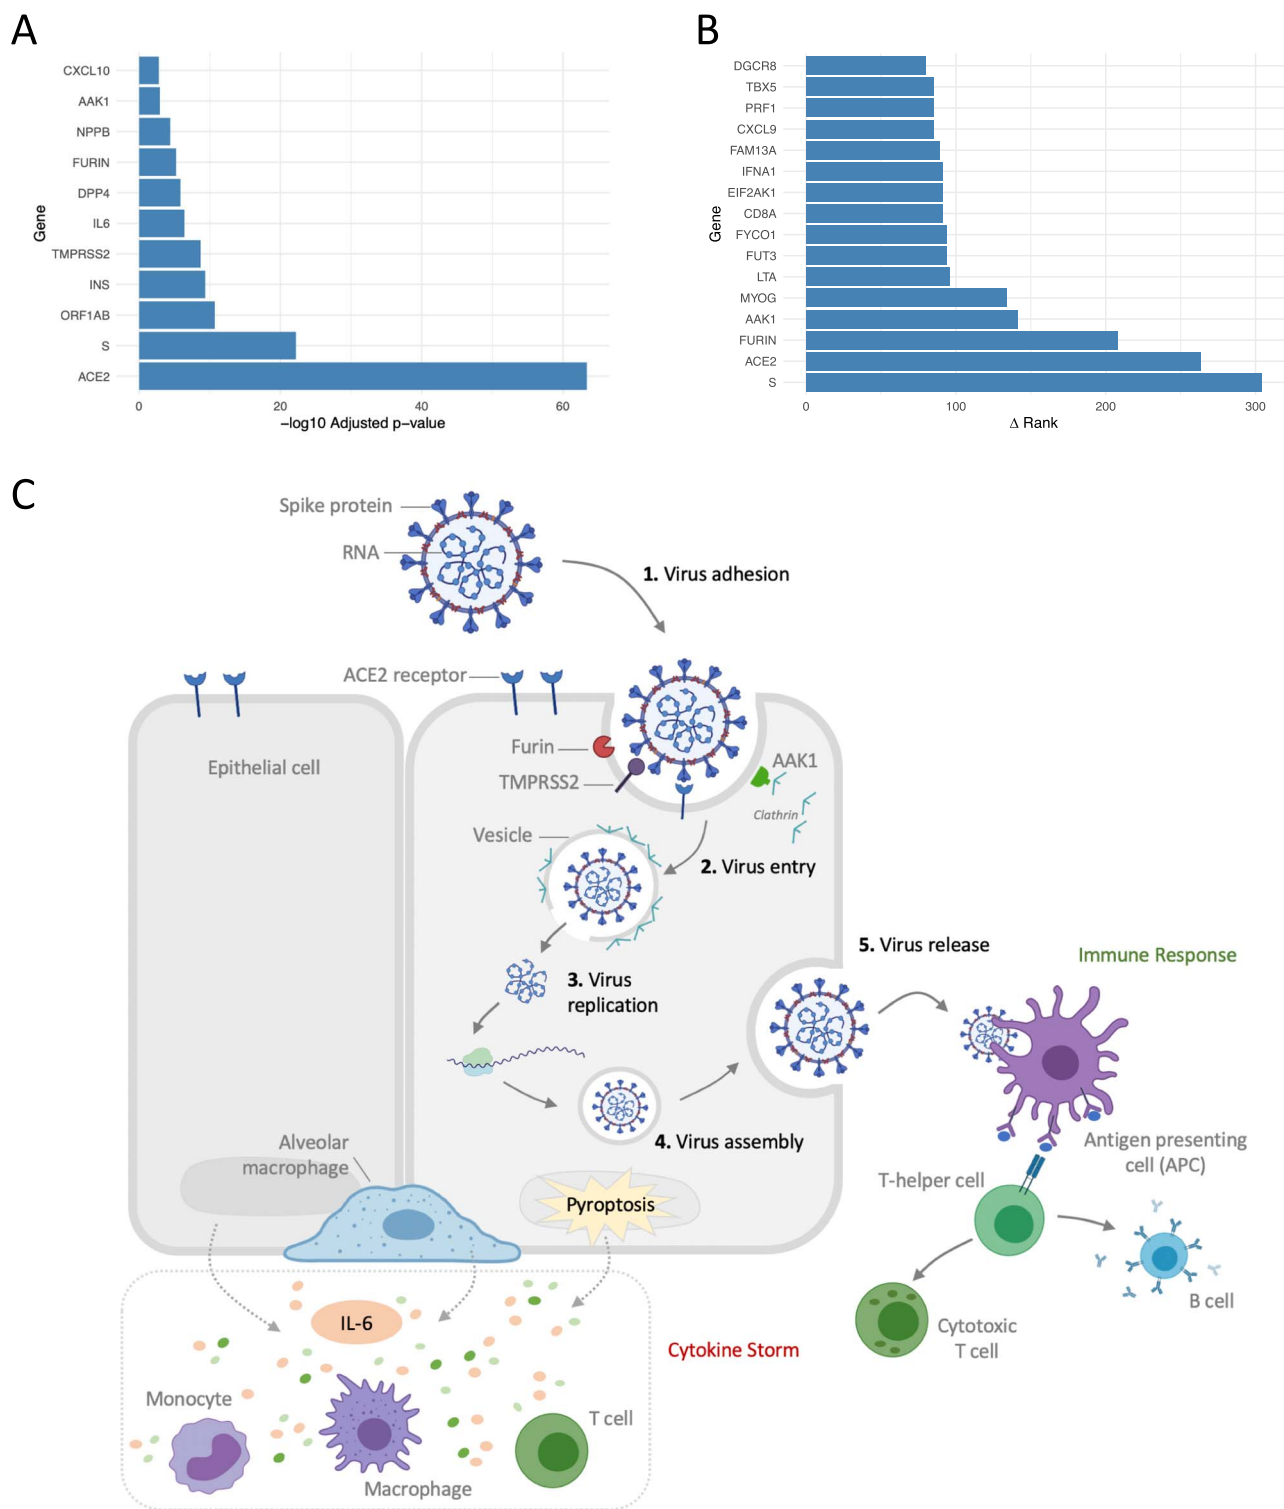 A
CXCL10
AAK1
NPPB
FURIN
DPP4
IL6
TMPRSS2
INS
ORF1AB
S
ACE2
Gene
0 20 40 60
−log10 Adjusted p−value
B
DGCR8
TBX5
PRF1
CXCL9
FAM13A
IFNA1
EIF2AK1
CD8A
FYCO1
FUT3
LTA
MYOG
AAK1
FURIN
ACE2
S
Gene
0 100 200 300
Δ Rank
C
Spike protein
RNA
1. Virus adhesion
ACE2 receptor
Epithelial cell
Furin
TMPRSS2
AAK1
Clathrin
Vesicle
2. Virus entry
3. Virus
replication
4. Virus assembly
5. Virus release
Immune Response
Alveolar
macrophage
Pyroptosis
Antigen presenting
cell (APC)
T-helper cell
B cell
Cytotoxic
T cell
IL-6
Cytokine Storm
Monocyte
Macrophage
T cell